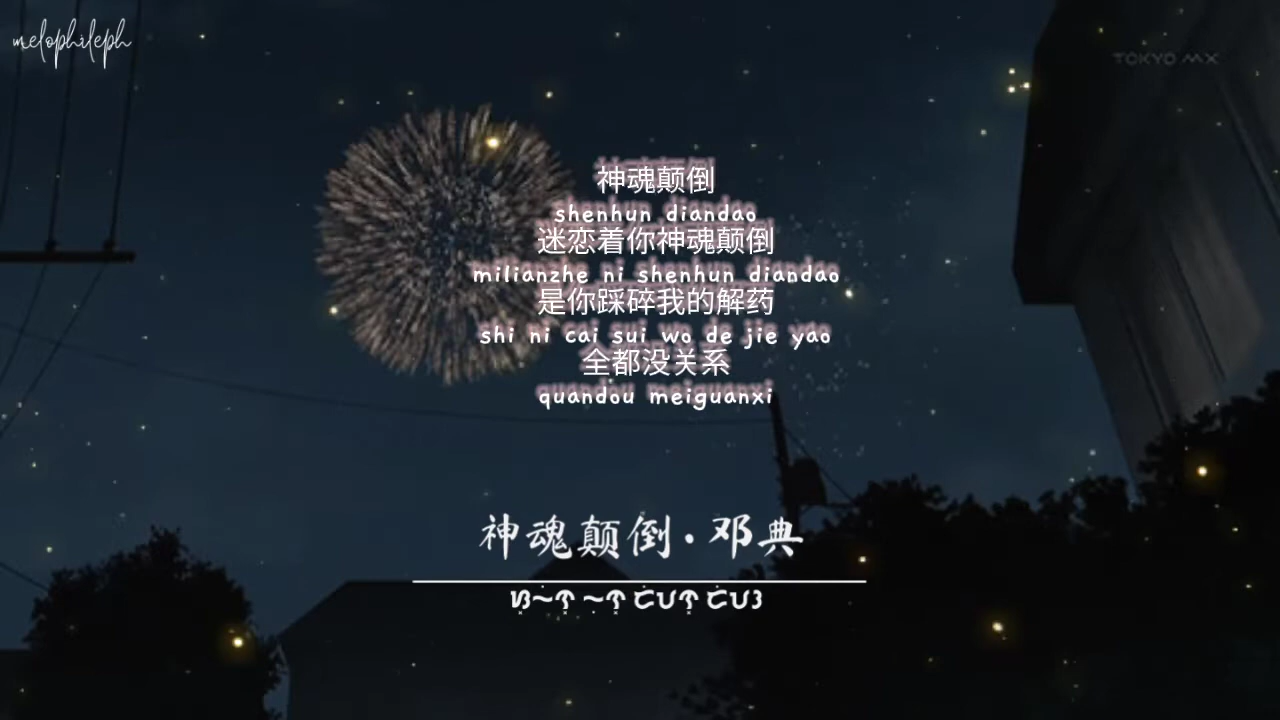 melophileph
TOKYO MX
神魂颠倒
shenhun diandao
迷恋着你神魂颠倒
milianzhe ni shenhun diandao
是你踩碎我的解药
shi ni cai sui wo de jie yao
全都没关系
quandou meiguanxi
神魂颠倒·邓典